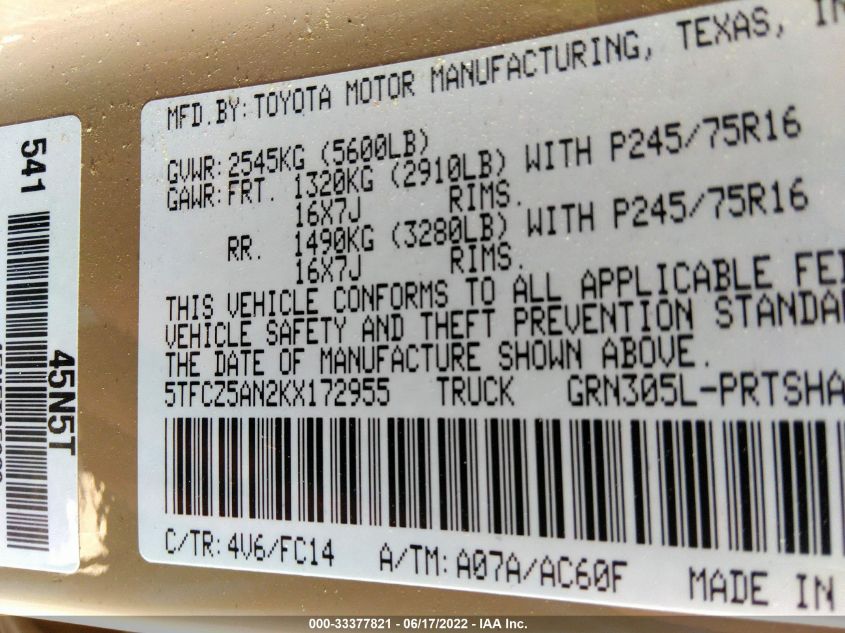 MFD.BY:TOYOTA MOTOR MANUFACTURING, TEXAS, IN
GVWR:2545KG (5600LB)
GAWR:FRT. 1320KG (2910LB) WITH P245/75R16
16X7J RIMS.
RR. 1490KG (3280LB) WITH P245/75R16
16X7J RIMS.
THIS VEHICLE CONFORMS TO ALL APPLICABLE FED
VEHICLE SAFETY AND THEFT PREVENTION STANDA
THE DATE OF MANUFACTURE SHOWN ABOVE.
5TFCZ5AN2KX172955 TRUCK GRN305L-PRTSHA
C/TR:4V6/FC14 A/TM:A07A/AC60F MADE IN
541
45N5T
000-33377821 - 06/17/2022 - IAA Inc.